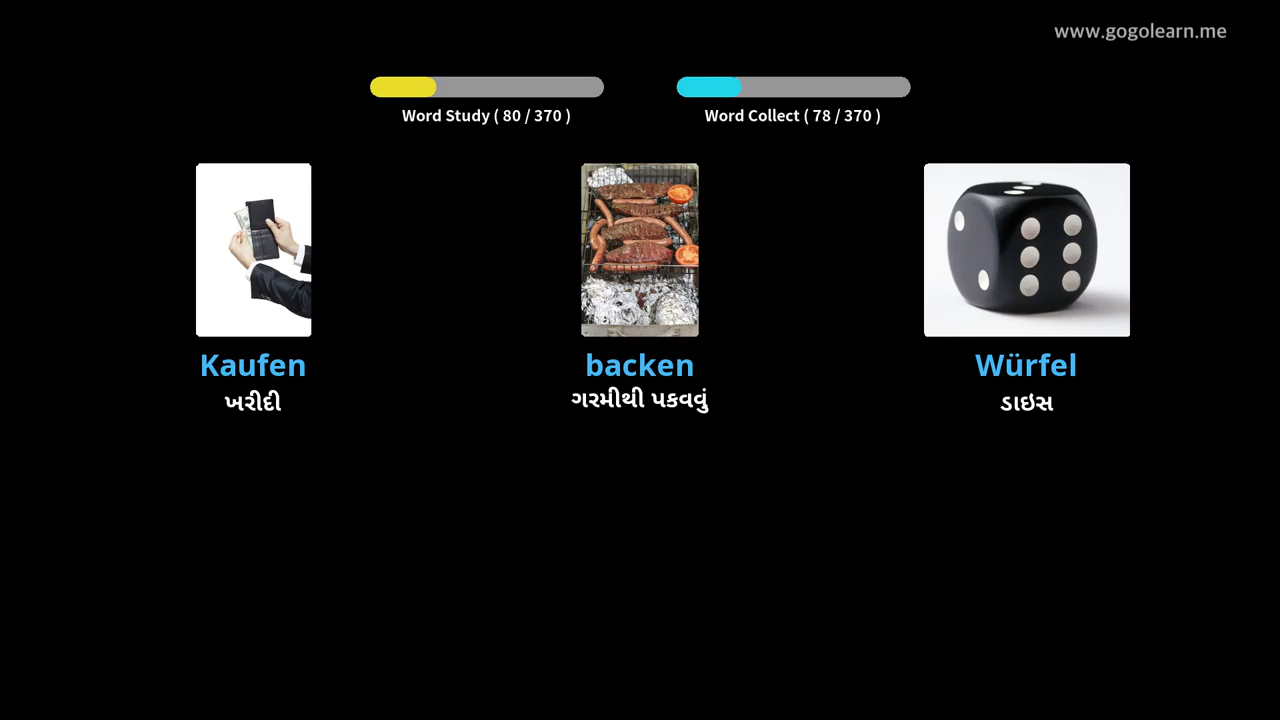 www.gogolearn.me
Word Study ( 80 / 370 )
Word Collect ( 78 / 370 )
Kaufen
ખરીદી
backen
ગરમીથી પકવવું
Würfel
ડાઇસ